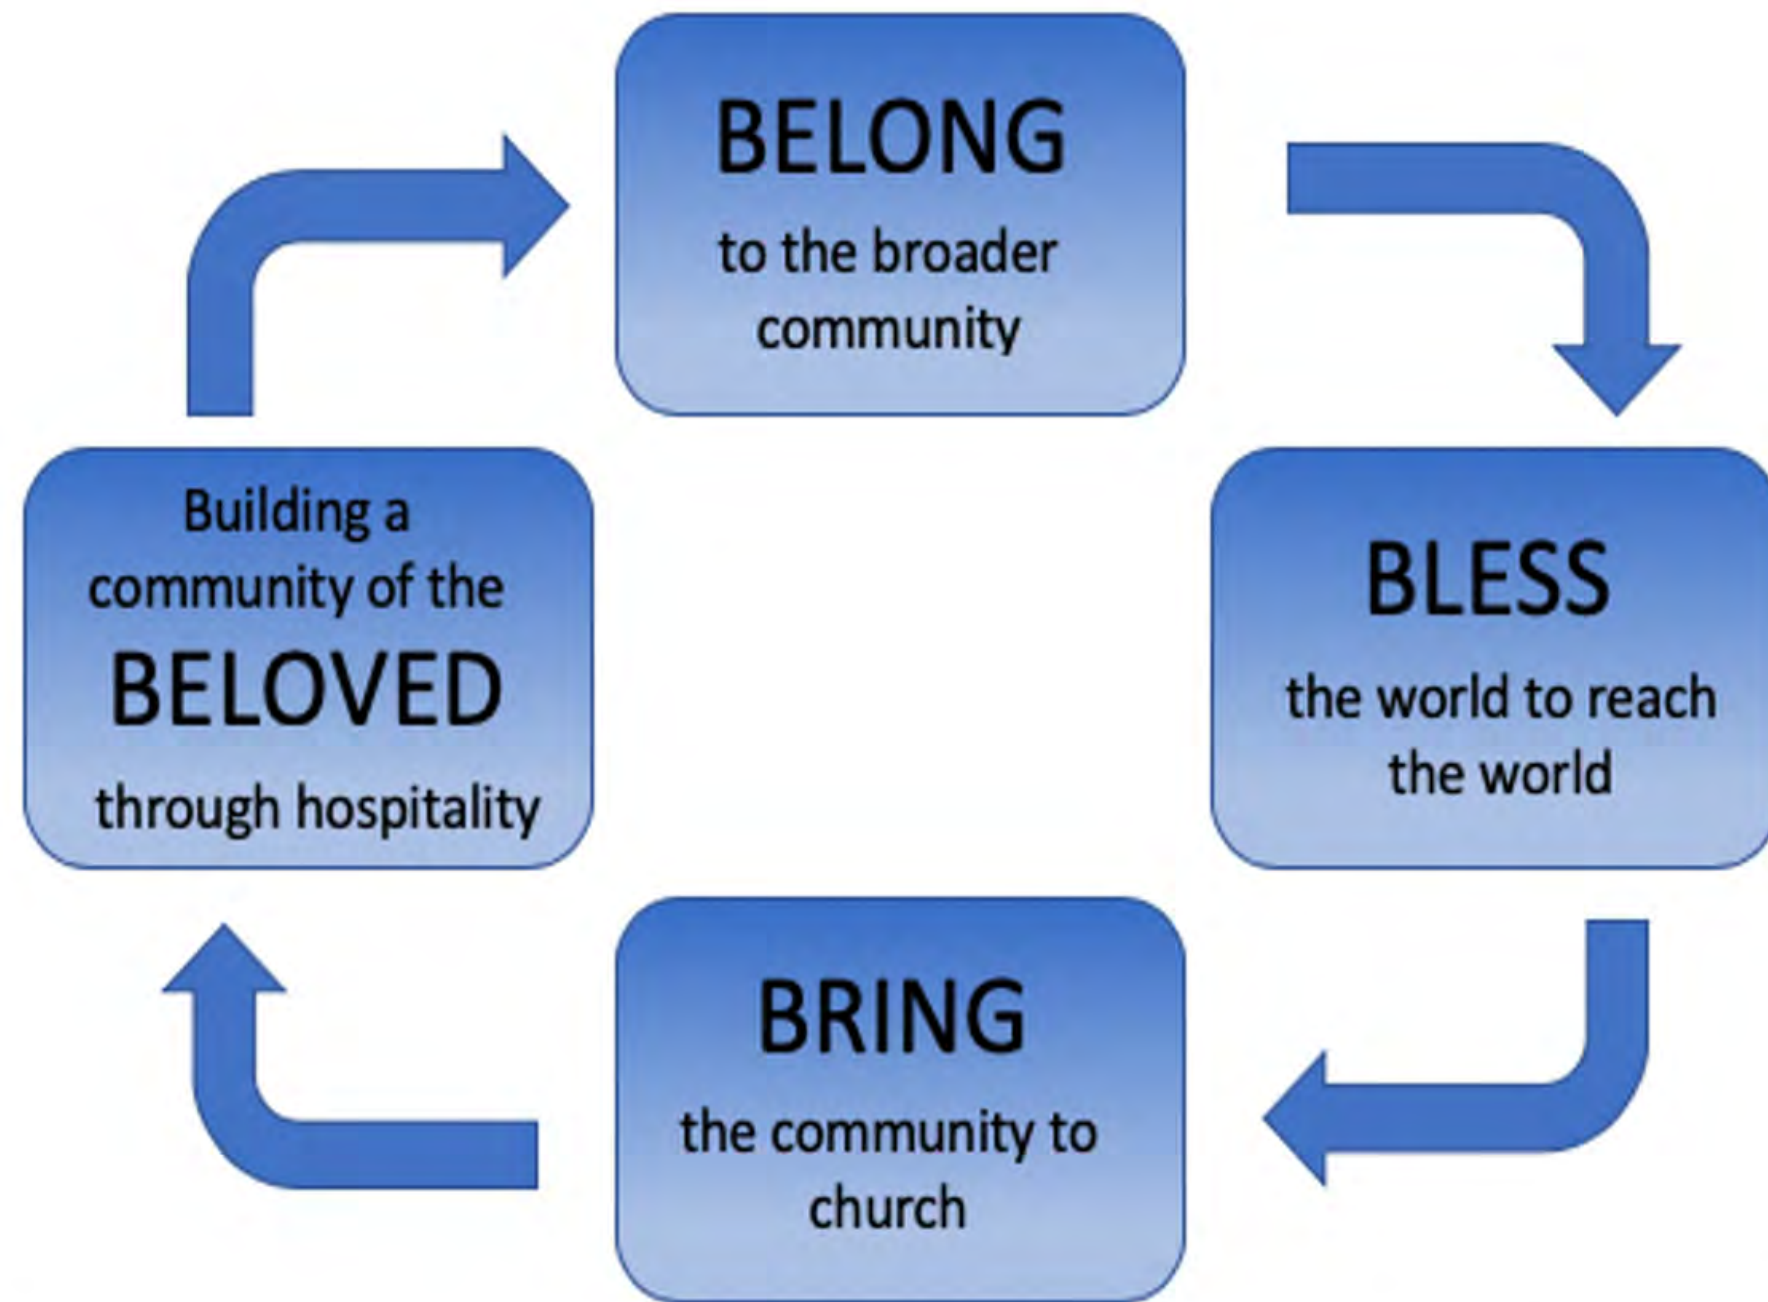 BELONG
to the broader
community
BLESS
the world to reach
the world
BRING
the community to
church
Building a
community of the
BELOVED
through hospitality